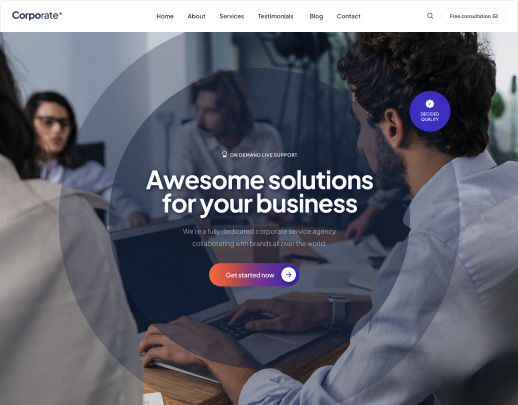 Corporate*
Home About Services Testimonials Blog Contact
Free consultation
DECIDED
QUALITY
ON DEMAND LIVE SUPPORT
Awesome solutions
for your business
We're a fully dedicated corporate service agency
collaborating with brands all over the world.
Get started now